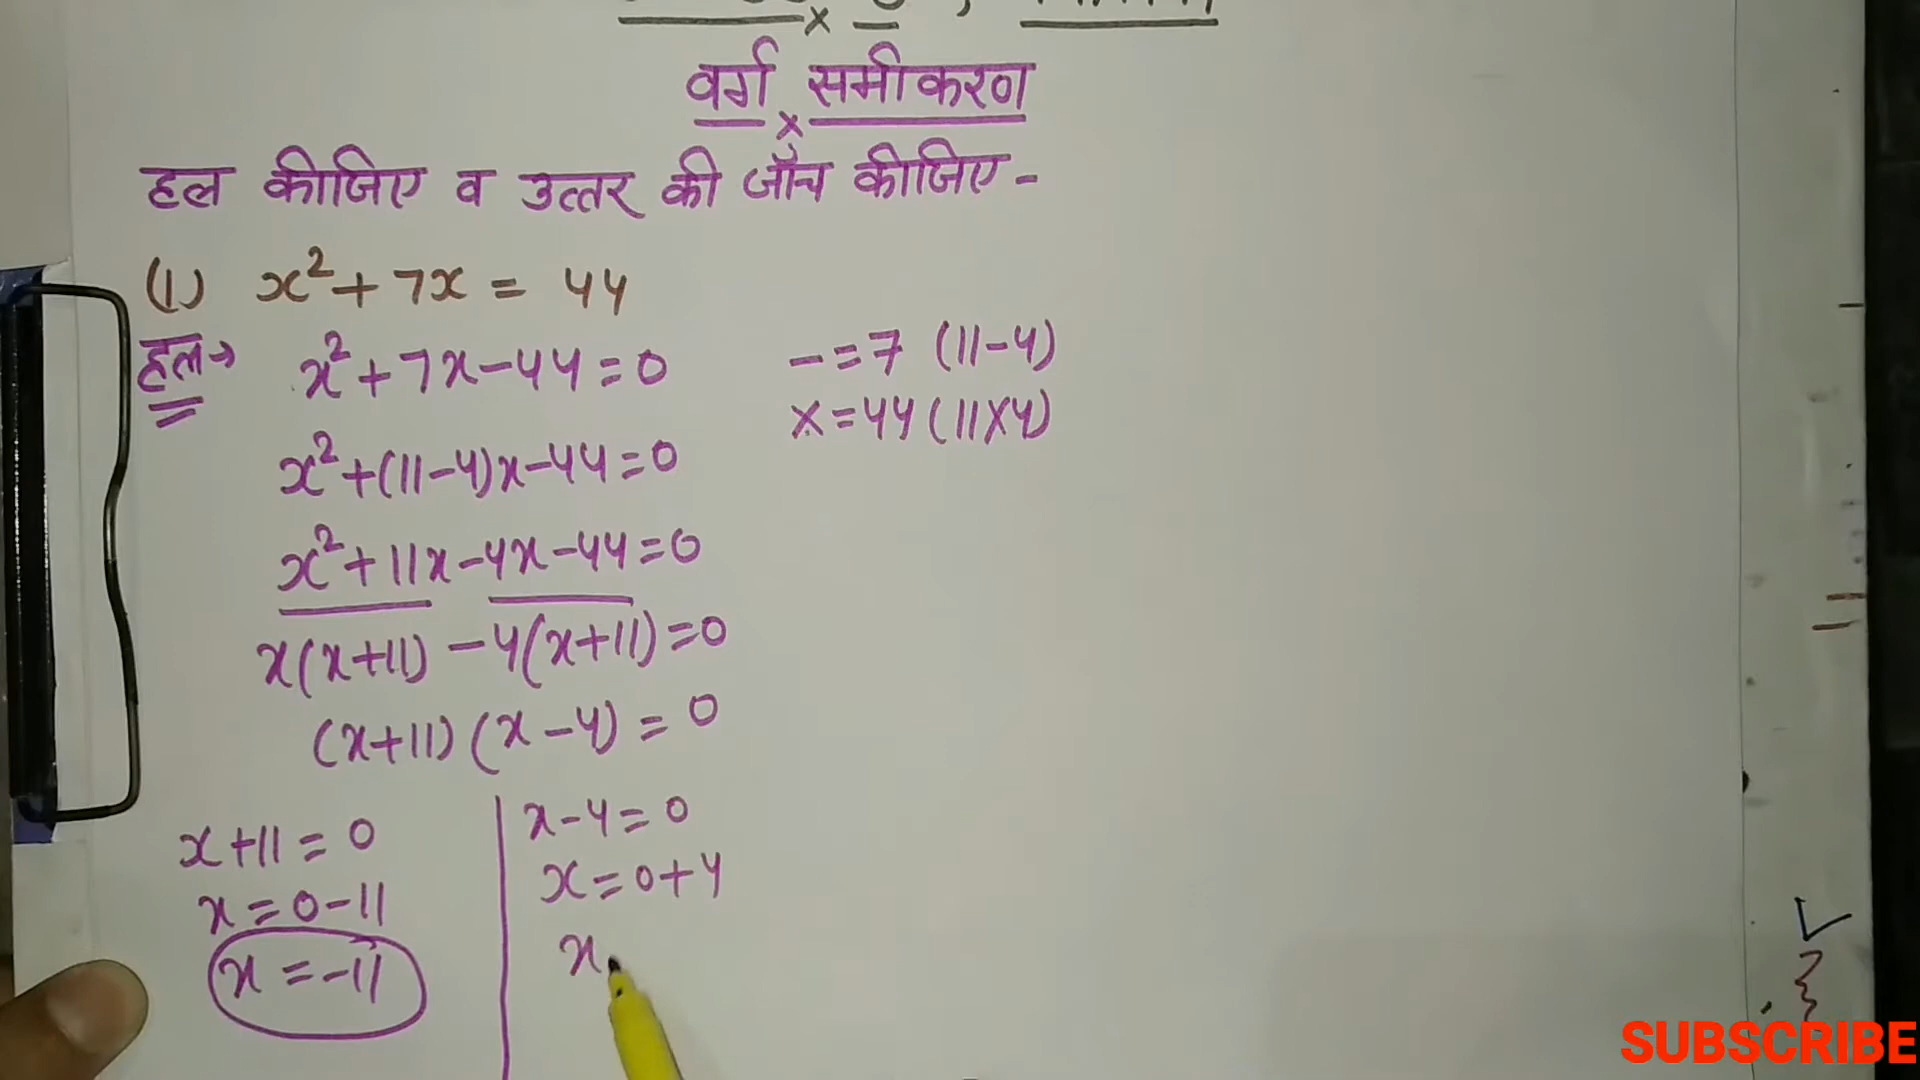 वर्ग समीकरण
हल कीजिए व उत्तर की जाँच कीजिए -
(1) x² + 7x = 44
हल→ x² + 7x - 44 = 0
x² + (11-4)x - 44 = 0
x² + 11x - 4x - 44 = 0
x(x+11) - 4(x+11) = 0
(x+11) (x-4) = 0
x + 11 = 0
x = 0 - 11
x = -11
x - 4 = 0
x = 0 + 4
x
- = 7 (11-4)
× = 44 (11×4)
SUBSCRIBE